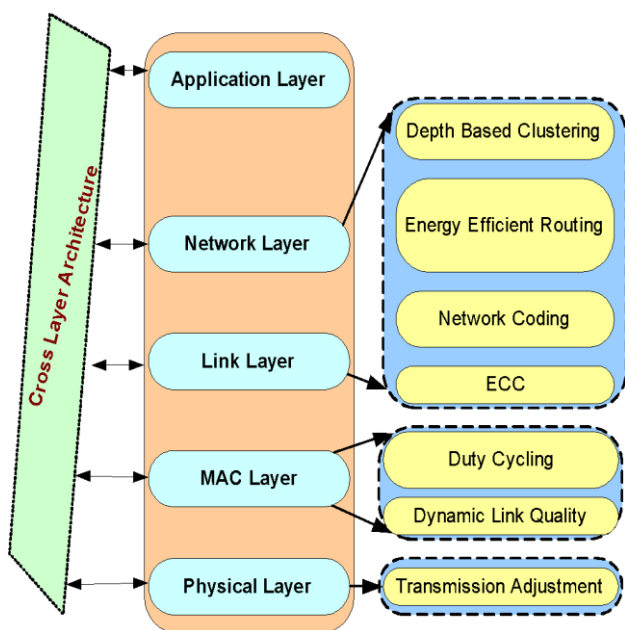 Cross Layer Architecture
Application Layer
Network Layer
Link Layer
MAC Layer
Physical Layer
Depth Based Clustering
Energy Efficient Routing
Network Coding
ECC
Duty Cycling
Dynamic Link Quality
Transmission Adjustment